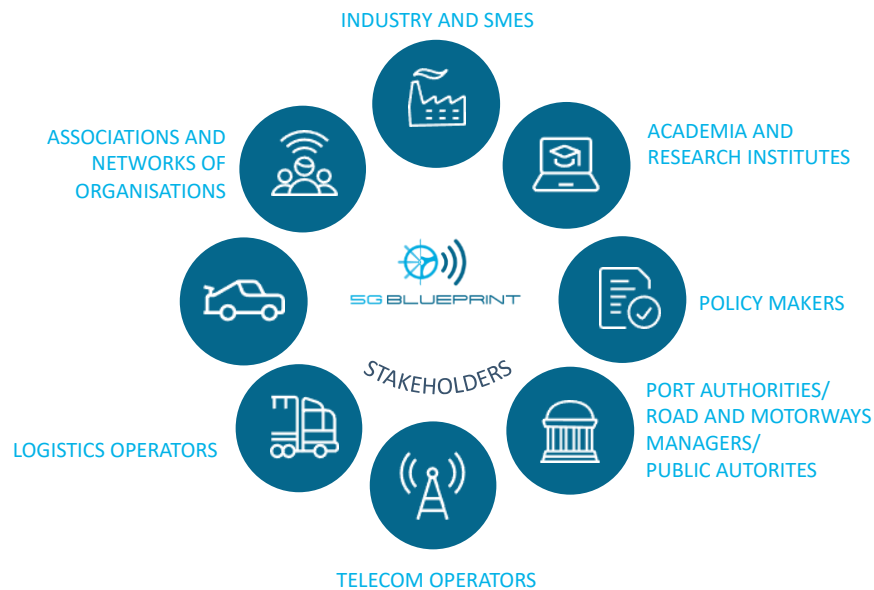 INDUSTRY AND SMES
ACADEMIA AND
RESEARCH INSTITUTES
ASSOCIATIONS AND
NETWORKS OF
ORGANISATIONS
5G BLUEPRINT
POLICY MAKERS
STAKEHOLDERS
PORT AUTHORITIES/
ROAD AND MOTORWAYS
MANAGERS/
PUBLIC AUTORITES
LOGISTICS OPERATORS
TELECOM OPERATORS